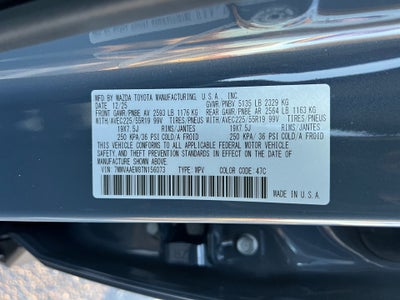 MFD. BY MAZDA TOYOTA MANUFACTURING, U.S.A., INC.
12/25 GVWR/PNBV 5135 LB 2329 KG
FRONT GAWR/PNBE AV 2593 LB 1176 KG REAR GAWR/PNBE AR 2564 LB 1163 KG
WITH/AVEC225/55R19 99V TIRES/PNEUS WITH/AVEC225/55R19 99V TIRES/PNEUS
19X7.5J RIMS/JANTES 19X7.5J RIMS/JANTES
250 KPA/ 36 PSI COLD/A FROID 250 KPA/ 36 PSI COLD/A FROID
THIS VEHICLE CONFORMS TO ALL APPLICABLE FEDERAL MOTOR VEHICLE
SAFETY AND THEFT PREVENTION STANDARDS IN EFFECT ON THE DATE OF
MANUFACTURE SHOWN ABOVE.
VIN: TYPE: MPV COLOR CODE: 47C
MADE IN U.S.A.